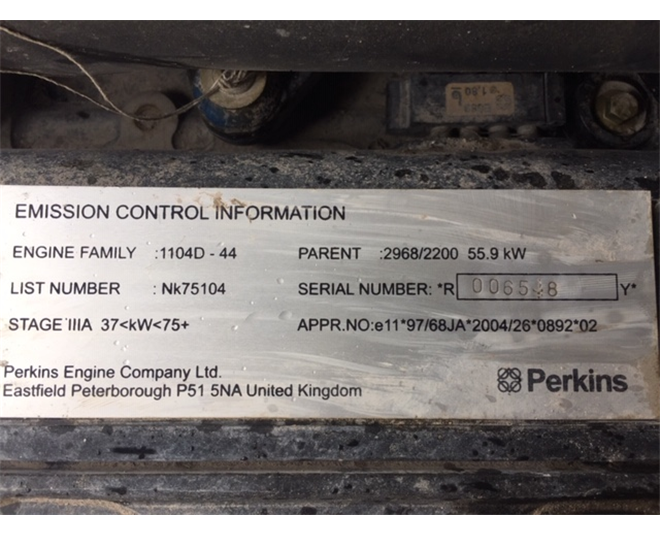 EMISSION CONTROL INFORMATION
ENGINE FAMILY :1104D - 44 PARENT :2968/2200 55.9 kW
LIST NUMBER : Nk75104 SERIAL NUMBER: *R 006548 Y*
STAGE IIIA 37<kW<75+ APPR.NO:e11*97/68JA*2004/26*0892*02
Perkins Engine Company Ltd.
Eastfield Peterborough P51 5NA United Kingdom
Perkins